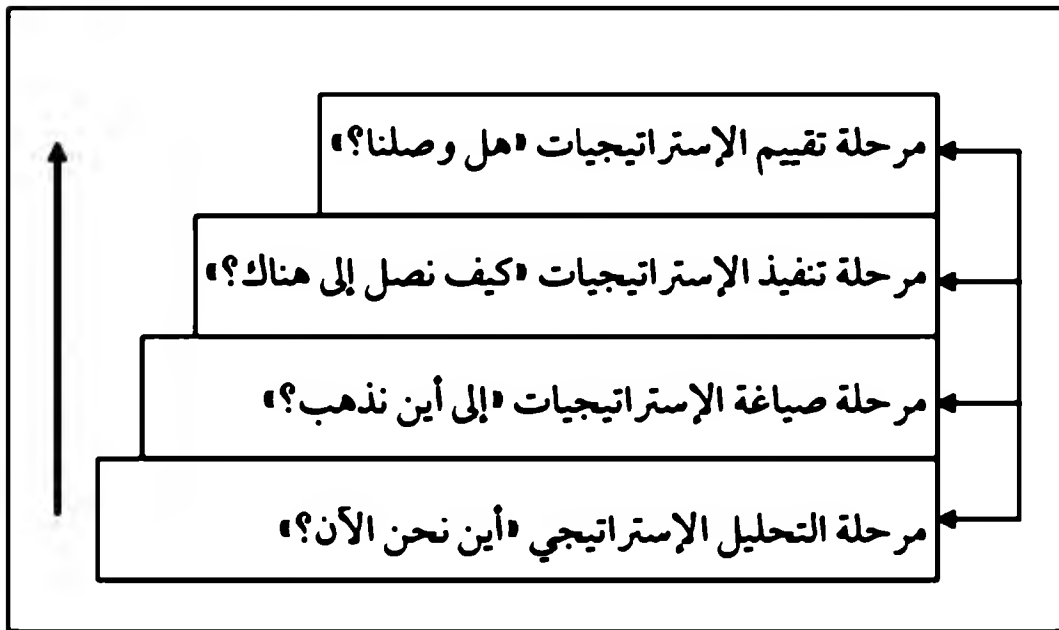 مرحلة تقييم الإستراتيجيات «هل وصلنا؟»
مرحلة تنفيذ الإستراتيجيات «كيف نصل إلى هناك؟»
مرحلة صياغة الإستراتيجيات «إلى أين نذهب؟»
مرحلة التحليل الإستراتيجي «أين نحن الآن؟»